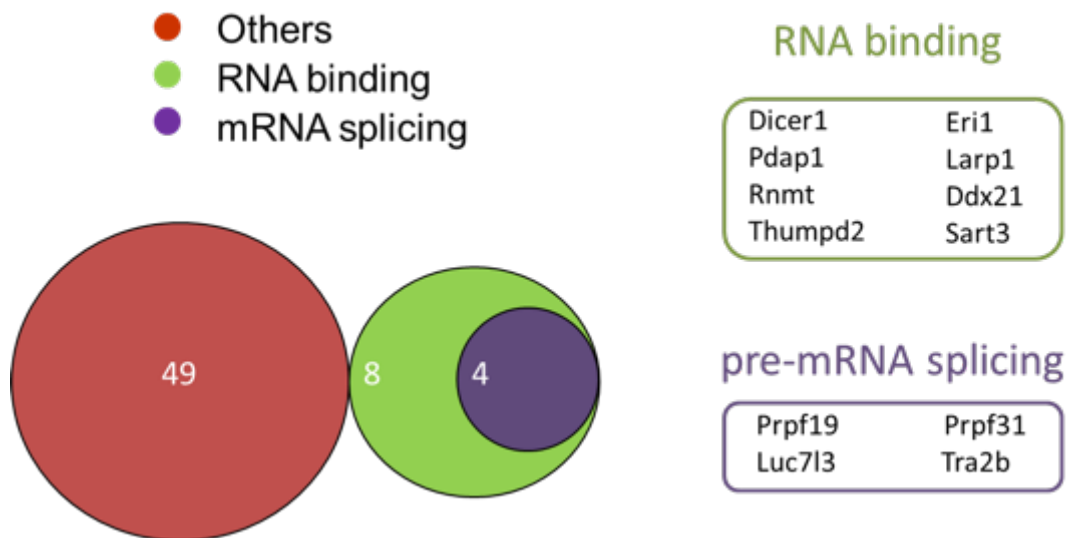 Others
RNA binding
mRNA splicing
49
8
4
RNA binding
Dicer1 Eri1
Pdap1 Larp1
Rnmt Ddx21
Thumpd2 Sart3
pre-mRNA splicing
Prpf19 Prpf31
Luc7l3 Tra2b